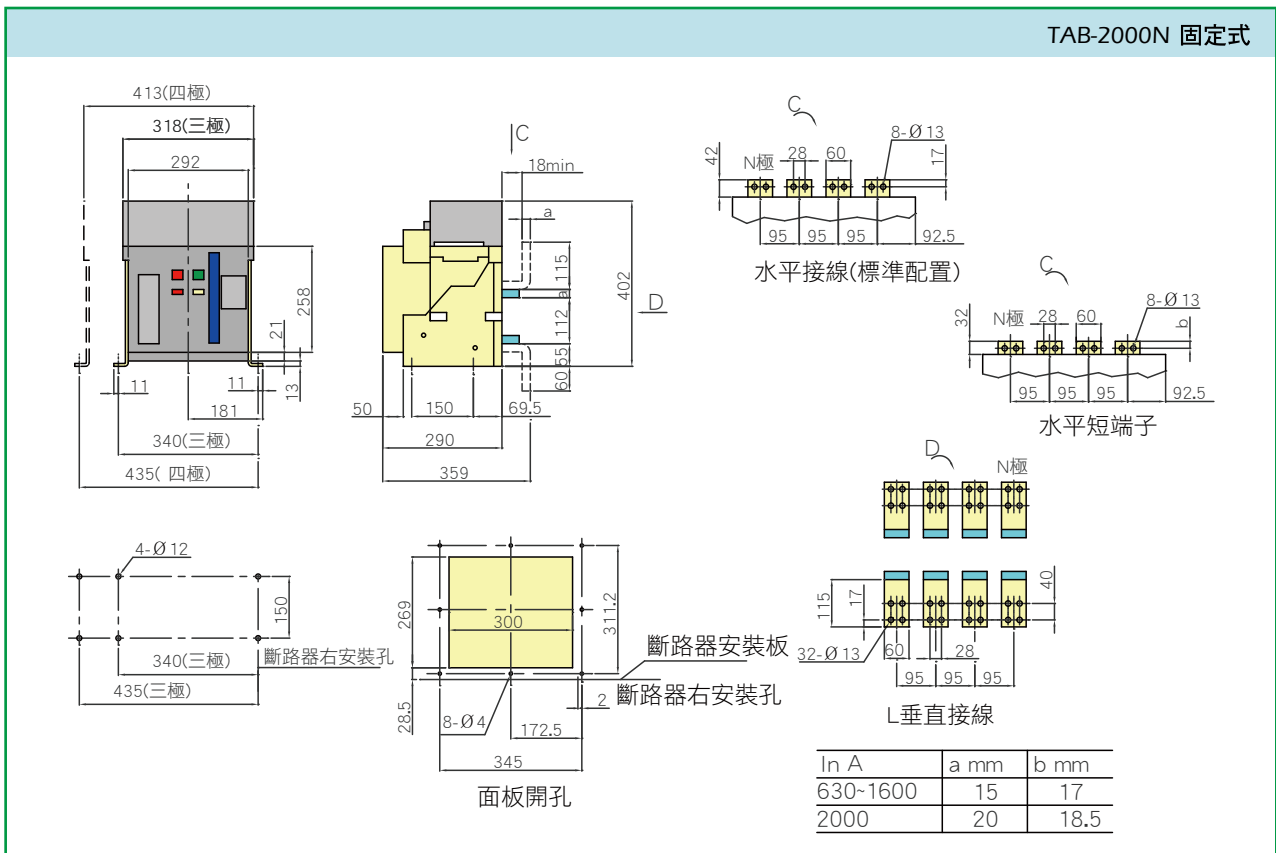 TAB-2000N 固定式
413(四極)
318(三極)
292
258
21
13
11
11
181
340(三極)
435( 四極)
C
18min
a
115
a
402
D
112
55
60
50
150
69.5
290
359
C
8-Ø13
42
N極
28
60
17
95
95
95
92.5
水平接線(標準配置)
C
8-Ø13
32
N極
28
60
b
95
95
95
92.5
水平短端子
D
N極
115
17
40
32-Ø13
60
28
95
95
95
L垂直接線
4-Ø12
150
340(三極)
斷路器右安裝孔
435(三極)
269
300
311.2
斷路器安裝板
2
斷路器右安裝孔
28.5
8-Ø4
172.5
345
面板開孔
In A a mm b mm
630~1600 15 17
2000 20 18.5